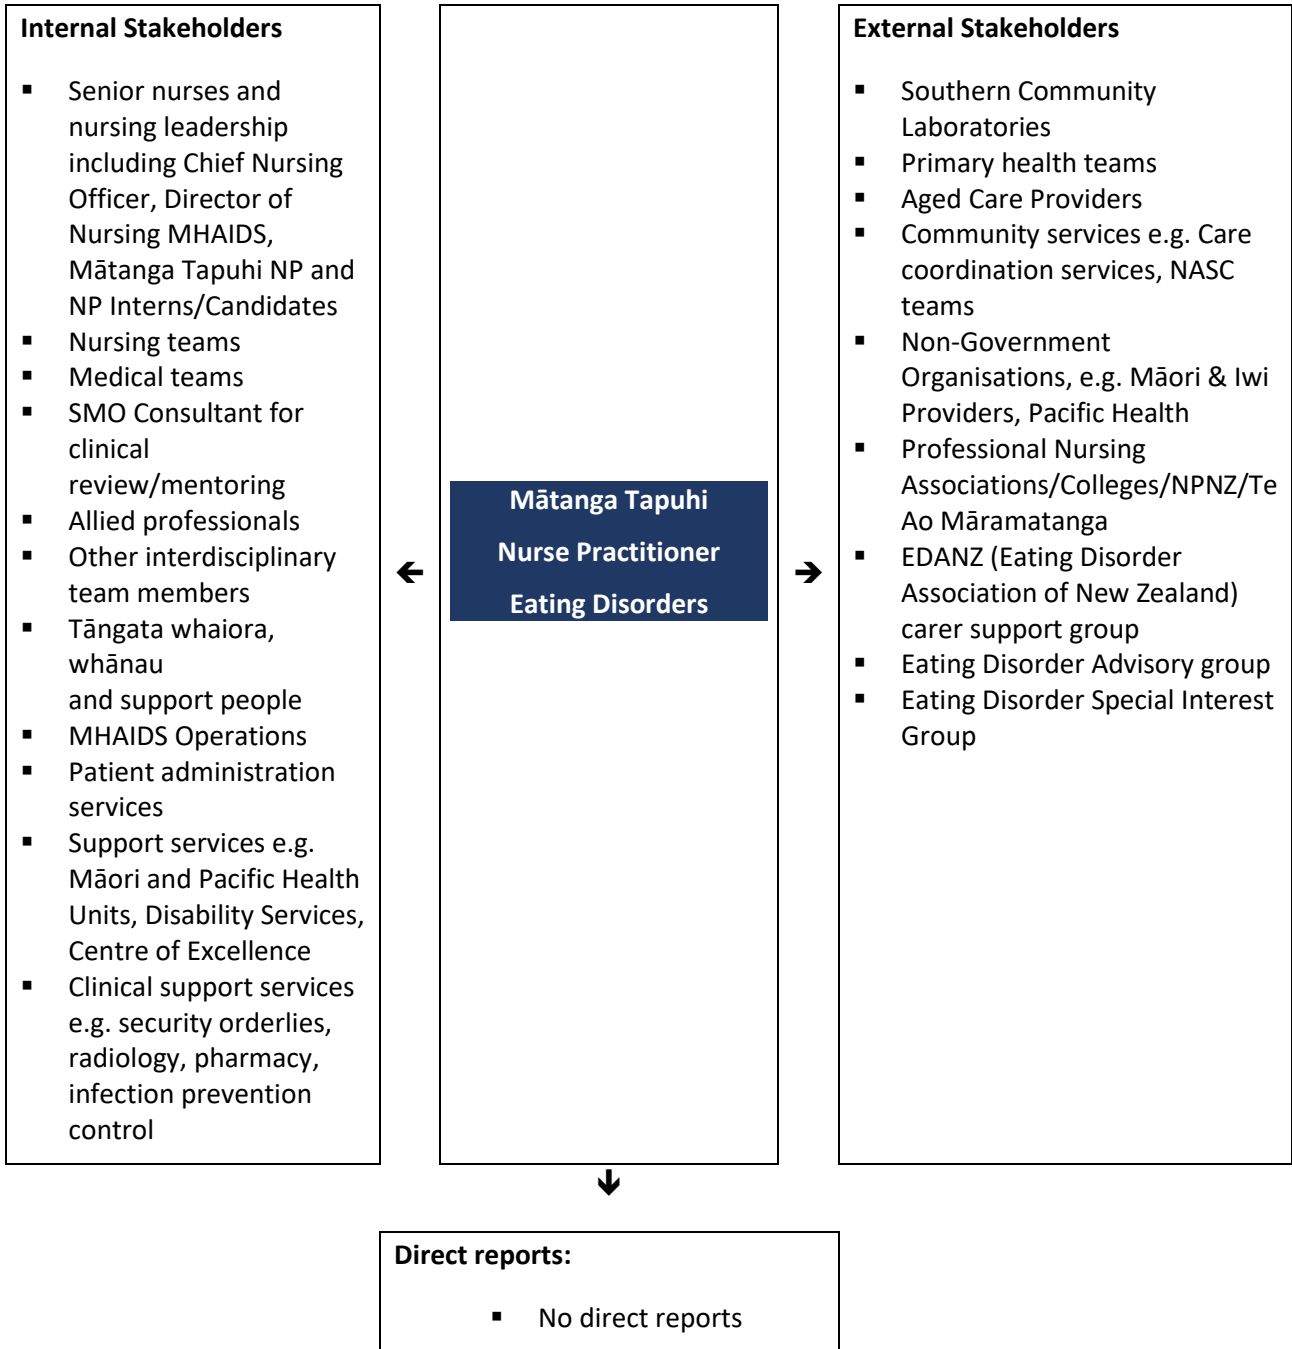 Internal Stakeholders
▪ Senior nurses and
nursing leadership
including Chief Nursing
Officer, Director of
Nursing MHAIDS,
Mātanga Tapuhi NP and
NP Interns/Candidates
▪ Nursing teams
▪ Medical teams
▪ SMO Consultant for
clinical
review/mentoring
▪ Allied professionals
▪ Other interdisciplinary
team members
▪ Tāngata whaiora,
whānau
and support people
▪ MHAIDS Operations
▪ Patient administration
services
▪ Support services e.g.
Māori and Pacific Health
Units, Disability Services,
Centre of Excellence
▪ Clinical support services
e.g. security orderlies,
radiology, pharmacy,
infection prevention
control
Mātanga Tapuhi
Nurse Practitioner
Eating Disorders
External Stakeholders
▪ Southern Community
Laboratories
▪ Primary health teams
▪ Aged Care Providers
▪ Community services e.g. Care
coordination services, NASC
teams
▪ Non-Government
Organisations, e.g. Māori & Iwi
Providers, Pacific Health
▪ Professional Nursing
Associations/Colleges/NPNZ/Te
Ao Māramatanga
▪ EDANZ (Eating Disorder
Association of New Zealand)
carer support group
▪ Eating Disorder Advisory group
▪ Eating Disorder Special Interest
Group
Direct reports:
▪ No direct reports